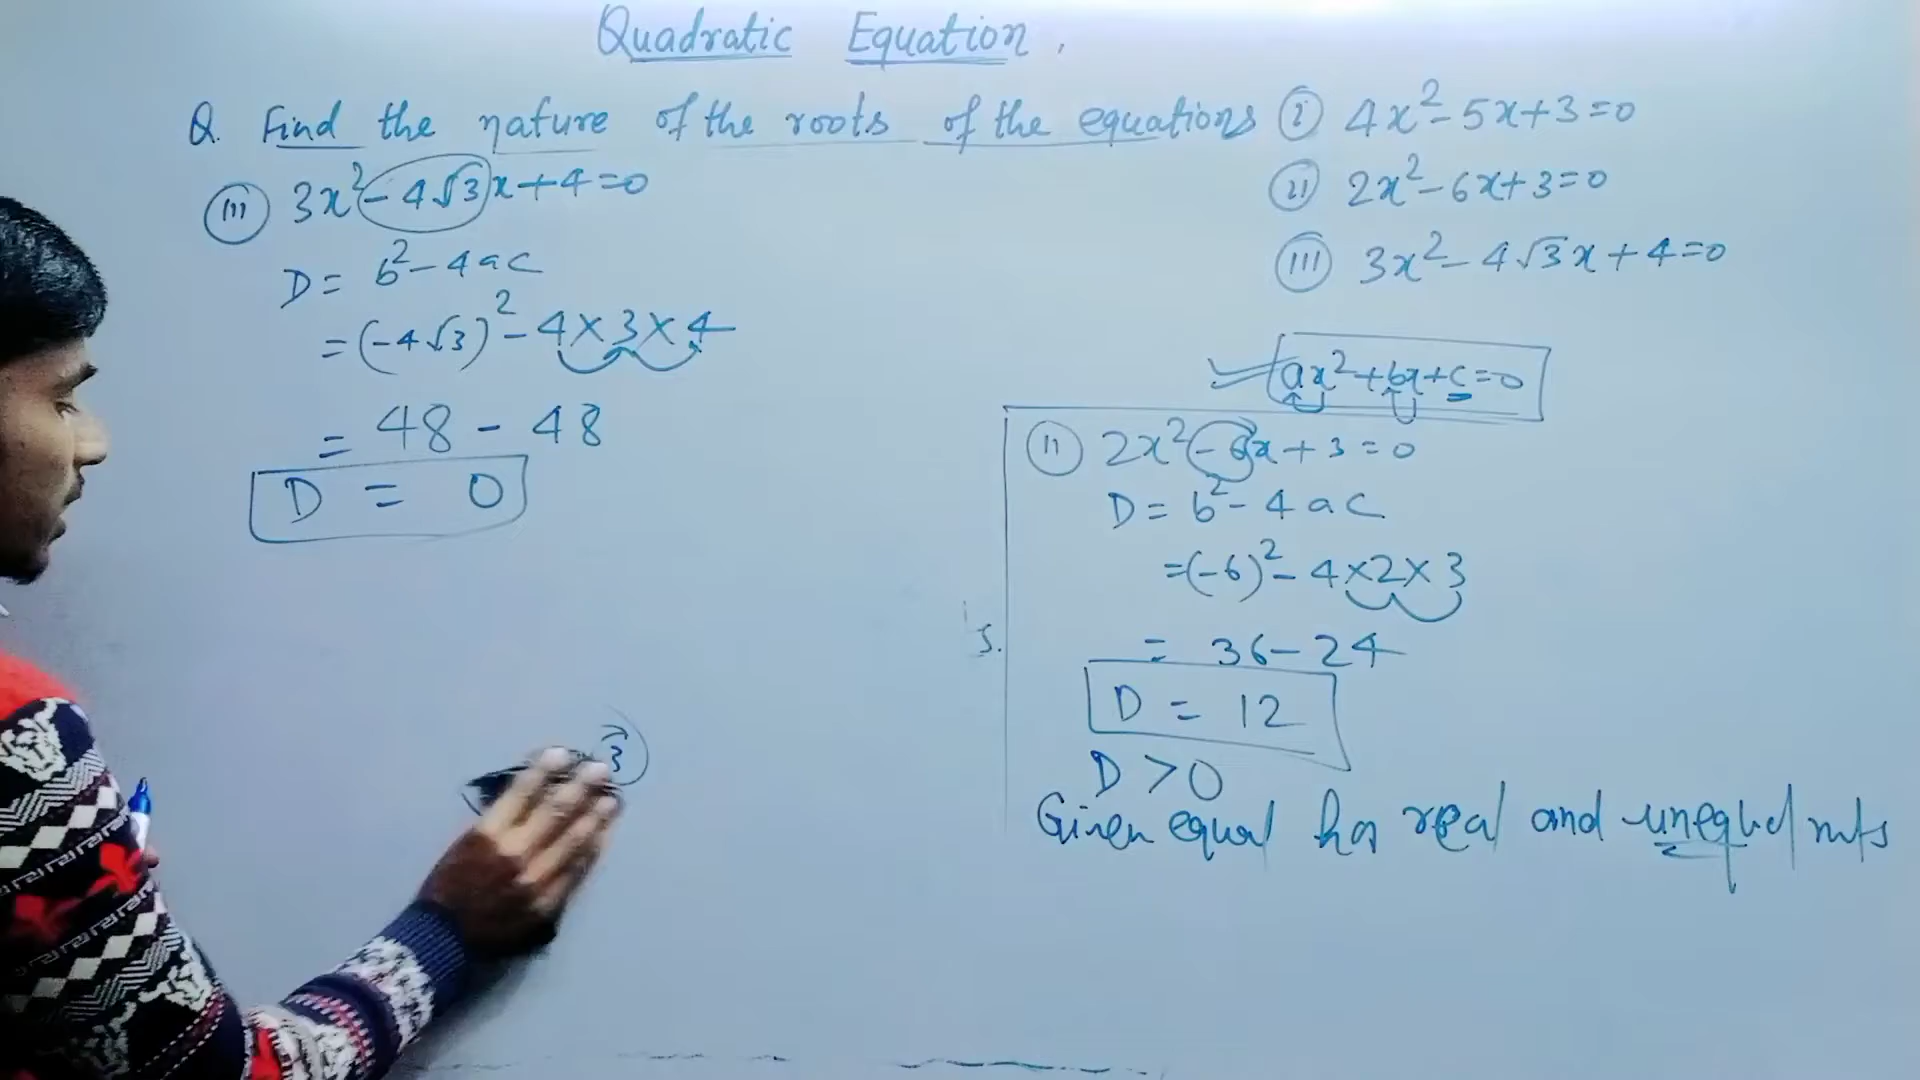 Quadratic Equation.
Q. Find the nature of the roots of the equations (i) 4x² - 5x + 3 = 0
(ii) 2x² - 6x + 3 = 0
(iii) 3x² - 4√3x + 4 = 0
(iii) 3x² - 4√3x + 4 = 0
D = b² - 4ac
= (-4√3)² - 4×3×4
= 48 - 48
D = 0
3
ax² + bx + c = 0
(ii) 2x² - 6x + 3 = 0
D = b² - 4ac
= (-6)² - 4×2×3
= 36 - 24
D = 12
D > 0
Given equal has real and unequal roots
s.